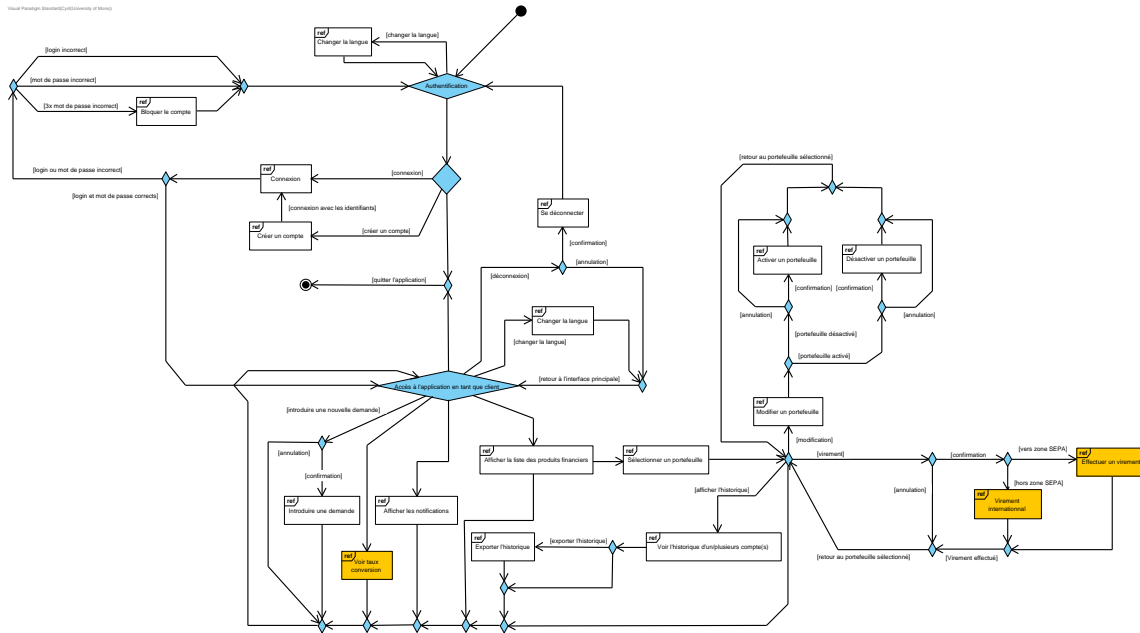 Visual Paradigm Standard(Cyril(University of Mons))
ref
Changer la langue
[changer la langue]
[login incorrect]
[mot de passe incorrect]
[3x mot de passe incorrect]
ref
Bloquer le compte
Authentification
[retour au portefeuille sélectionné]
[login ou mot de passe incorrect]
ref
Connexion
[connexion]
[login et mot de passe corrects]
[connexion avec les identifiants]
ref
Se déconnecter
ref
Créer un compte
[créer un compte]
[confirmation]
ref
Activer un portefeuille
ref
Désactiver un portefeuille
[déconnexion]
[annulation]
[quitter l'application]
[confirmation]
[confirmation]
ref
Changer la langue
[changer la langue]
[annulation]
[annulation]
[portefeuille désactivé]
[portefeuille activé]
Accès à l'application en tant que client
[retour à l'interface principale]
[introduire une nouvelle demande]
ref
Modifier un portefeuille
[modification]
[annulation]
[confirmation]
ref
Afficher la liste des produits financiers
ref
Sélectionner un portefeuille
[virement]
[confirmation
[vers zone SEPA]
ref
Effectuer un virement
[hors zone SEPA]
[afficher l'historique]
[annulation]
ref
Introduire une demande
ref
Afficher les notifications
ref
Virement
internationnal
ref
Exporter l'historique
[exporter l'historique]
ref
Voir l'historique d'un/plusieurs compte(s)
[retour au portefeuille sélectionné]
[Virement effectué]
ref
Voir taux
conversion